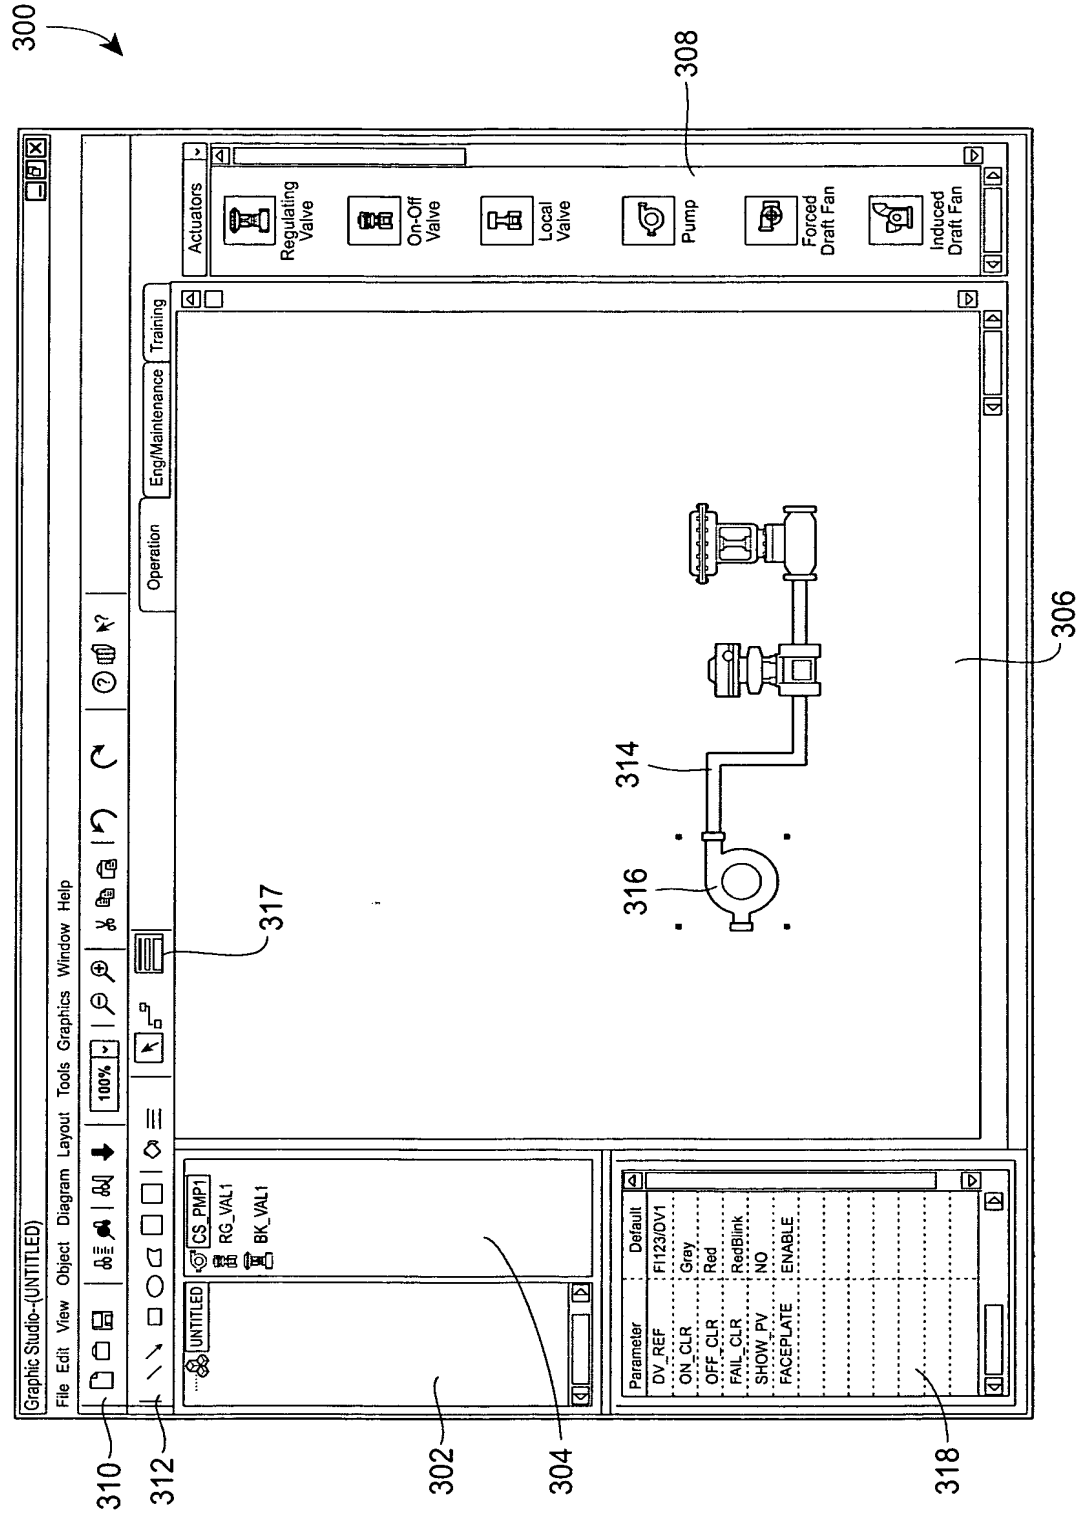 300
Graphic Studio--(UNTITLED)
File Edit View Object Diagram Layout Tools Graphics Window Help
100%
310
312
317
Operation
Eng/Maintenance
Training
UNTITLED
CS_PMP1
RG_VAL1
BK_VAL1
302
304
Parameter Default
DV_REF FI123/DV1
ON_CLR Gray
OFF_CLR Red
FAIL_CLR RedBlink
SHOW_PV NO
FACEPLATE ENABLE
318
314
316
306
Actuators
Regulating
Valve
On-Off
Valve
Local
Valve
Pump
Forced
Draft Fan
Induced
Draft Fan
308